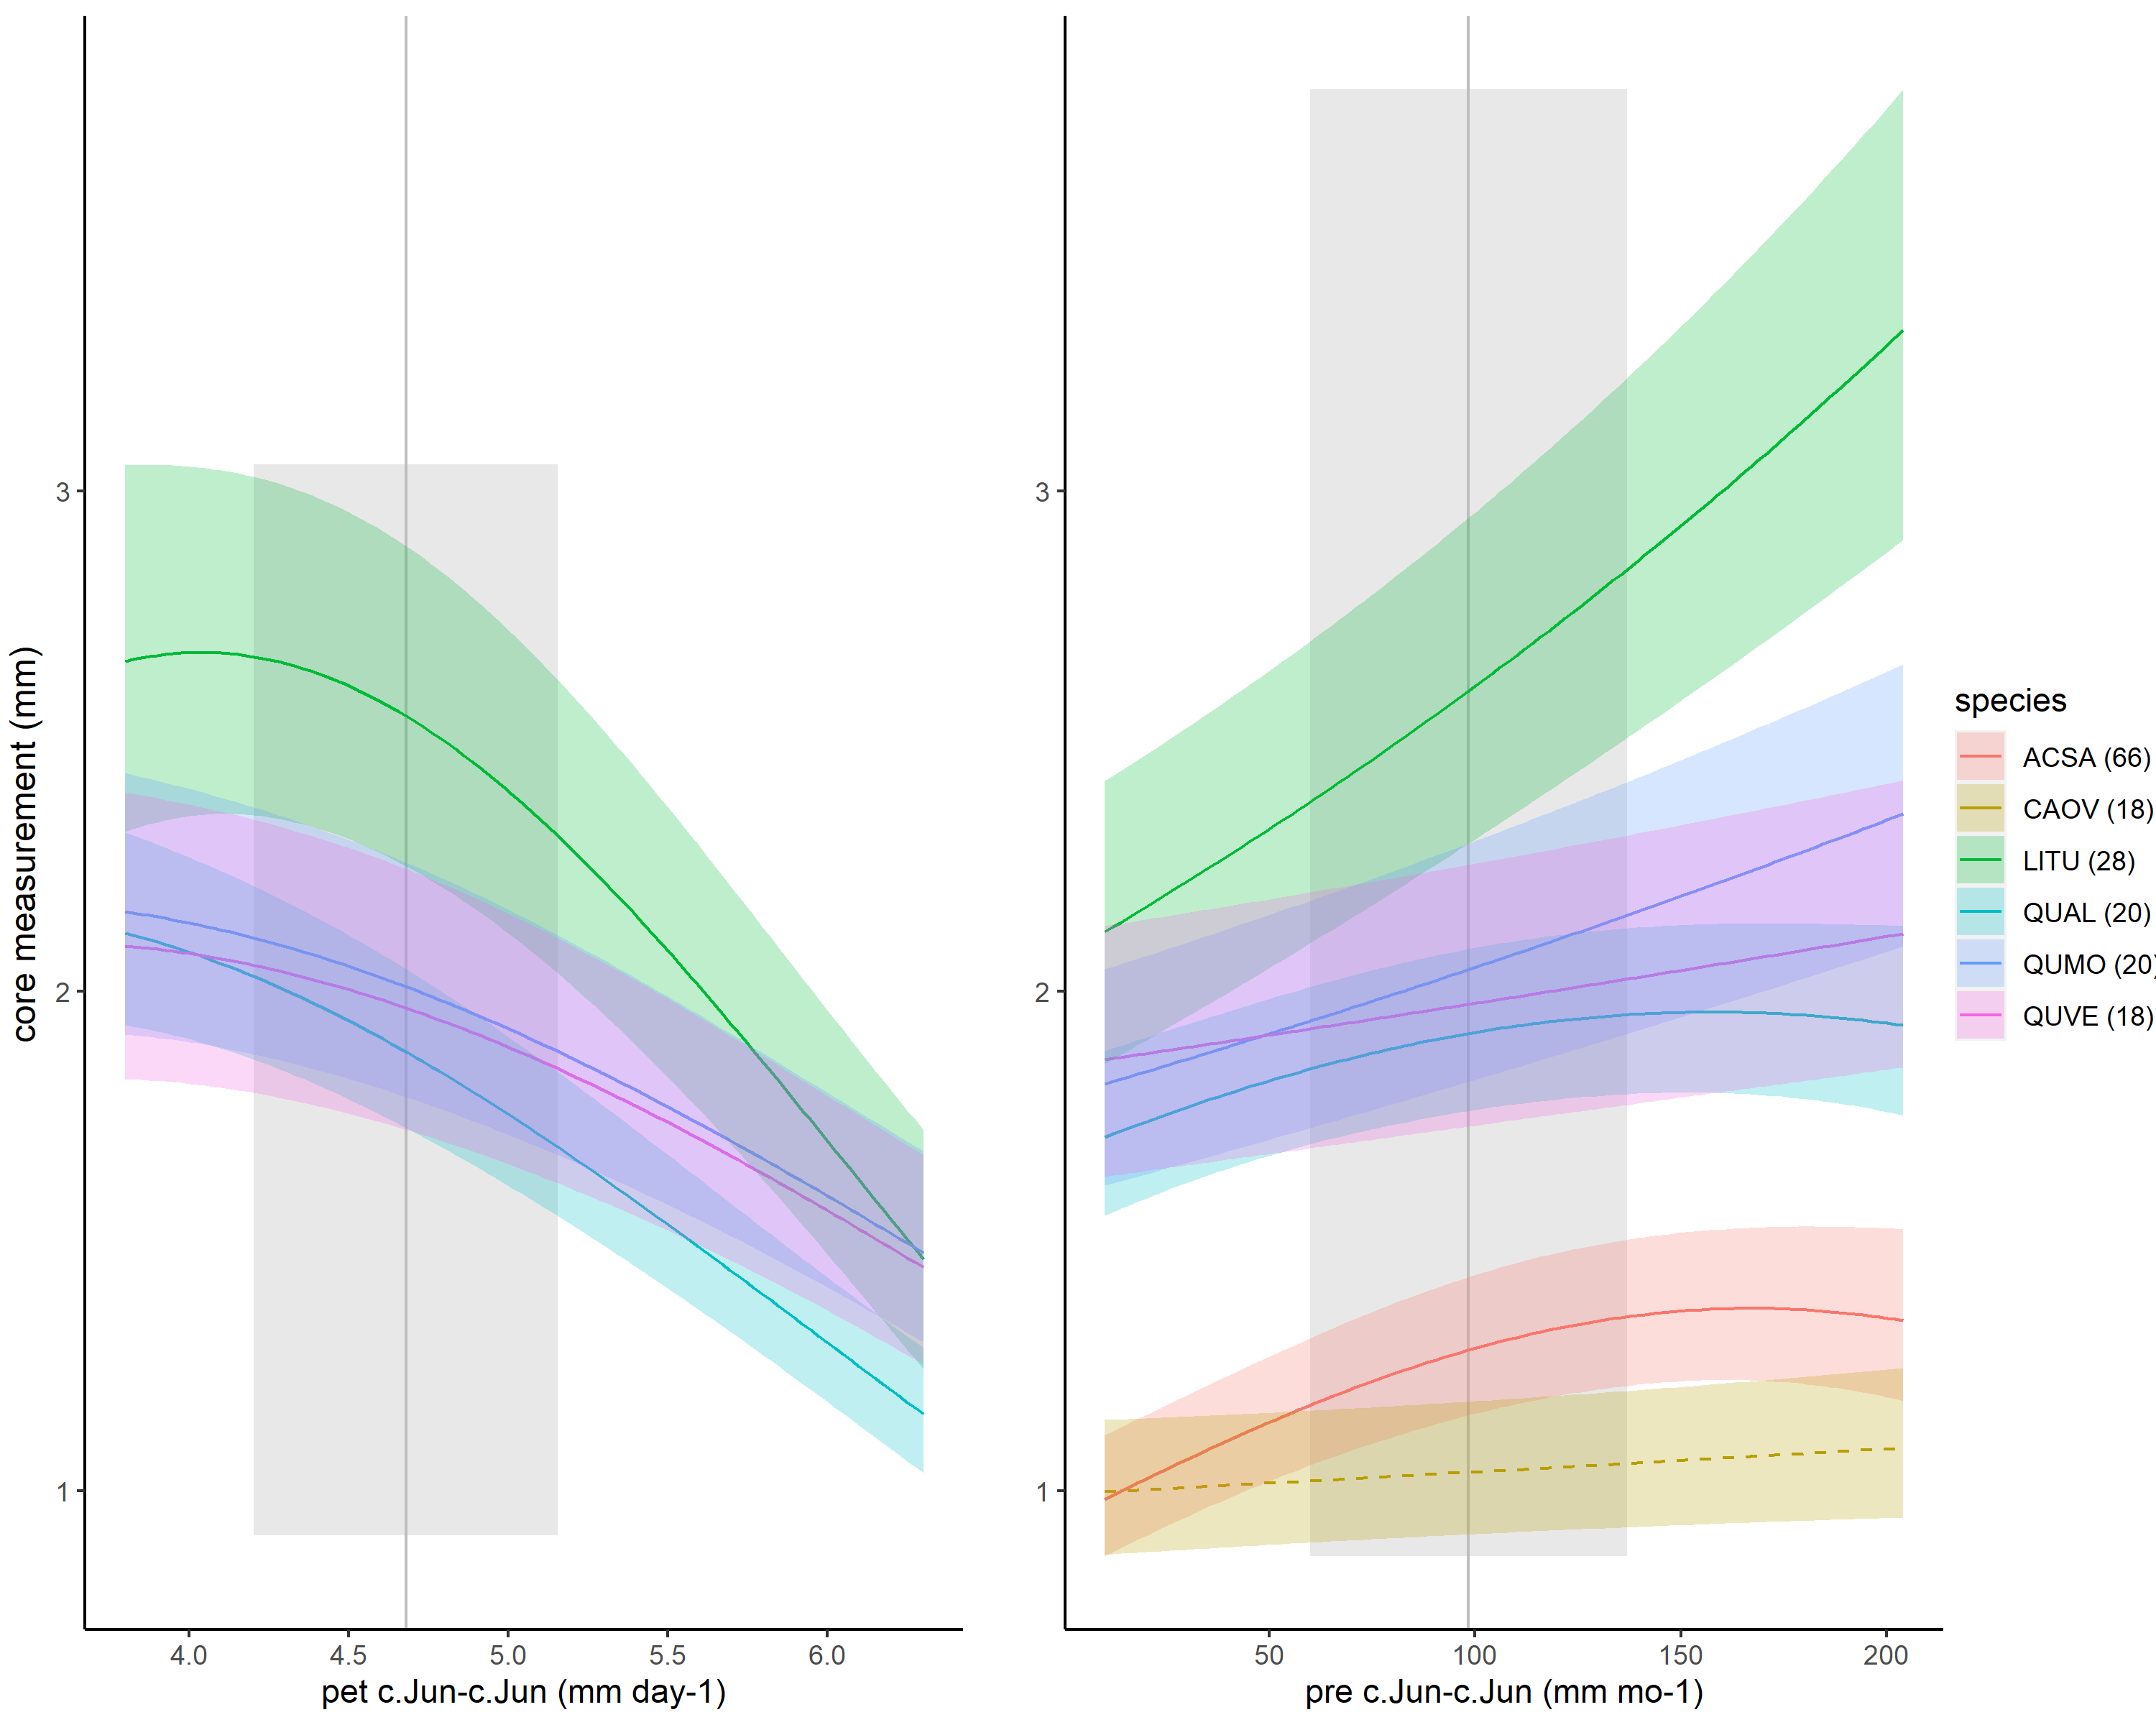 core measurement (mm)
3
2
1
4.0 4.5 5.0 5.5 6.0
pet c.Jun-c.Jun (mm day-1)
3
2
1
50 100 150 200
pre c.Jun-c.Jun (mm mo-1)
species
ACSA (66)
CAOV (18)
LITU (28)
QUAL (20)
QUMO (20)
QUVE (18)